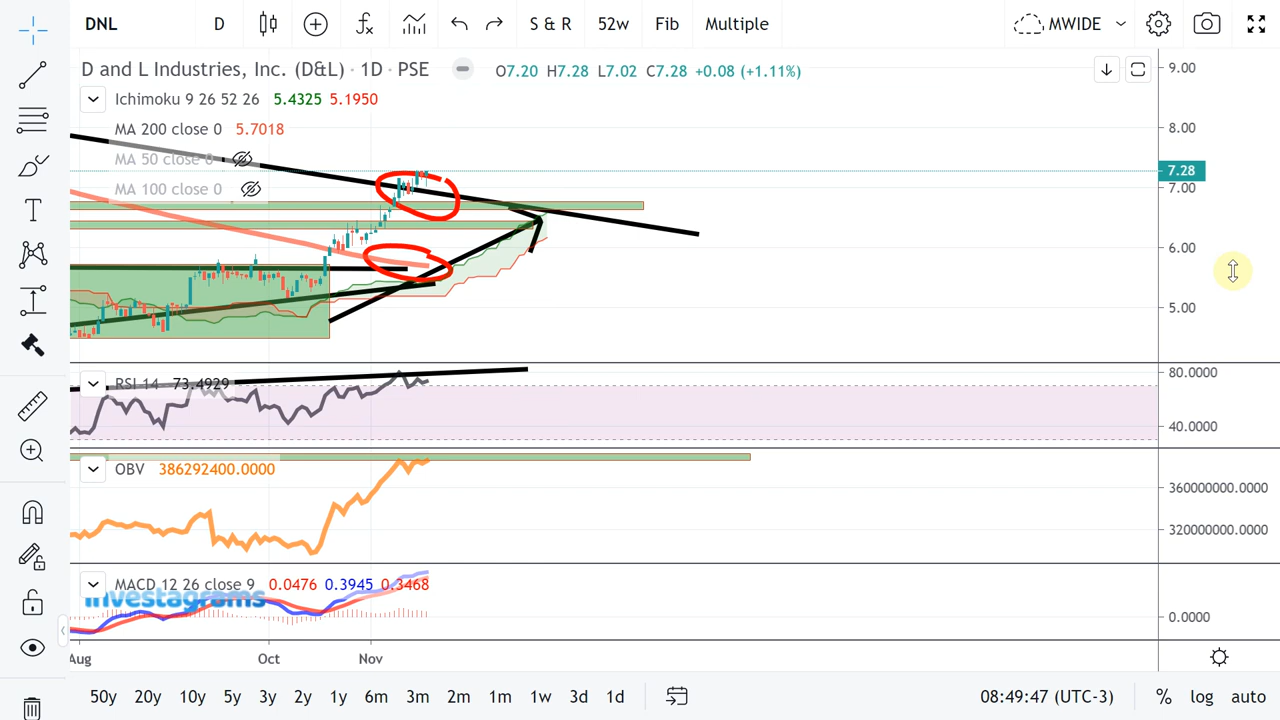 DNL D S & R 52w Fib Multiple MWIDE
D and L Industries, Inc. (D&L) · 1D · PSE O7.20 H7.28 L7.02 C7.28 +0.08 (+1.11%)
Ichimoku 9 26 52 26 5.4325 5.1950
MA 200 close 0 5.7018
MA 50 close 0
MA 100 close 0
9.00
8.00
7.28
7.00
6.00
5.00
RSI 14 73.4929
80.0000
40.0000
OBV 386292400.0000
360000000.0000
320000000.0000
MACD 12 26 close 9 0.0476 0.3945 0.3468
Investagrams
0.0000
Aug Oct Nov
50y 20y 10y 5y 3y 2y 1y 6m 3m 2m 1m 1w 3d 1d 08:49:47 (UTC-3) % log auto